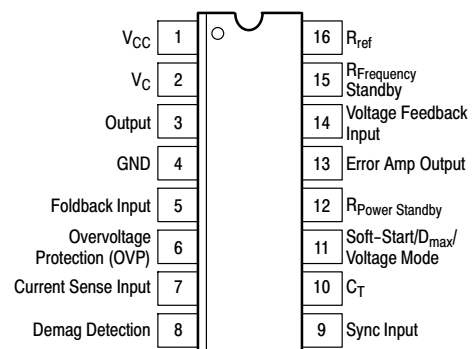 VCC 1
VC 2
Output 3
GND 4
Foldback Input 5
Overvoltage
Protection (OVP) 6
Current Sense Input 7
Demag Detection 8
16 Rref
15 RFrequency
Standby
14 Voltage Feedback
Input
13 Error Amp Output
12 RPower Standby
11 Soft-Start/Dmax/
Voltage Mode
10 CT
9 Sync Input